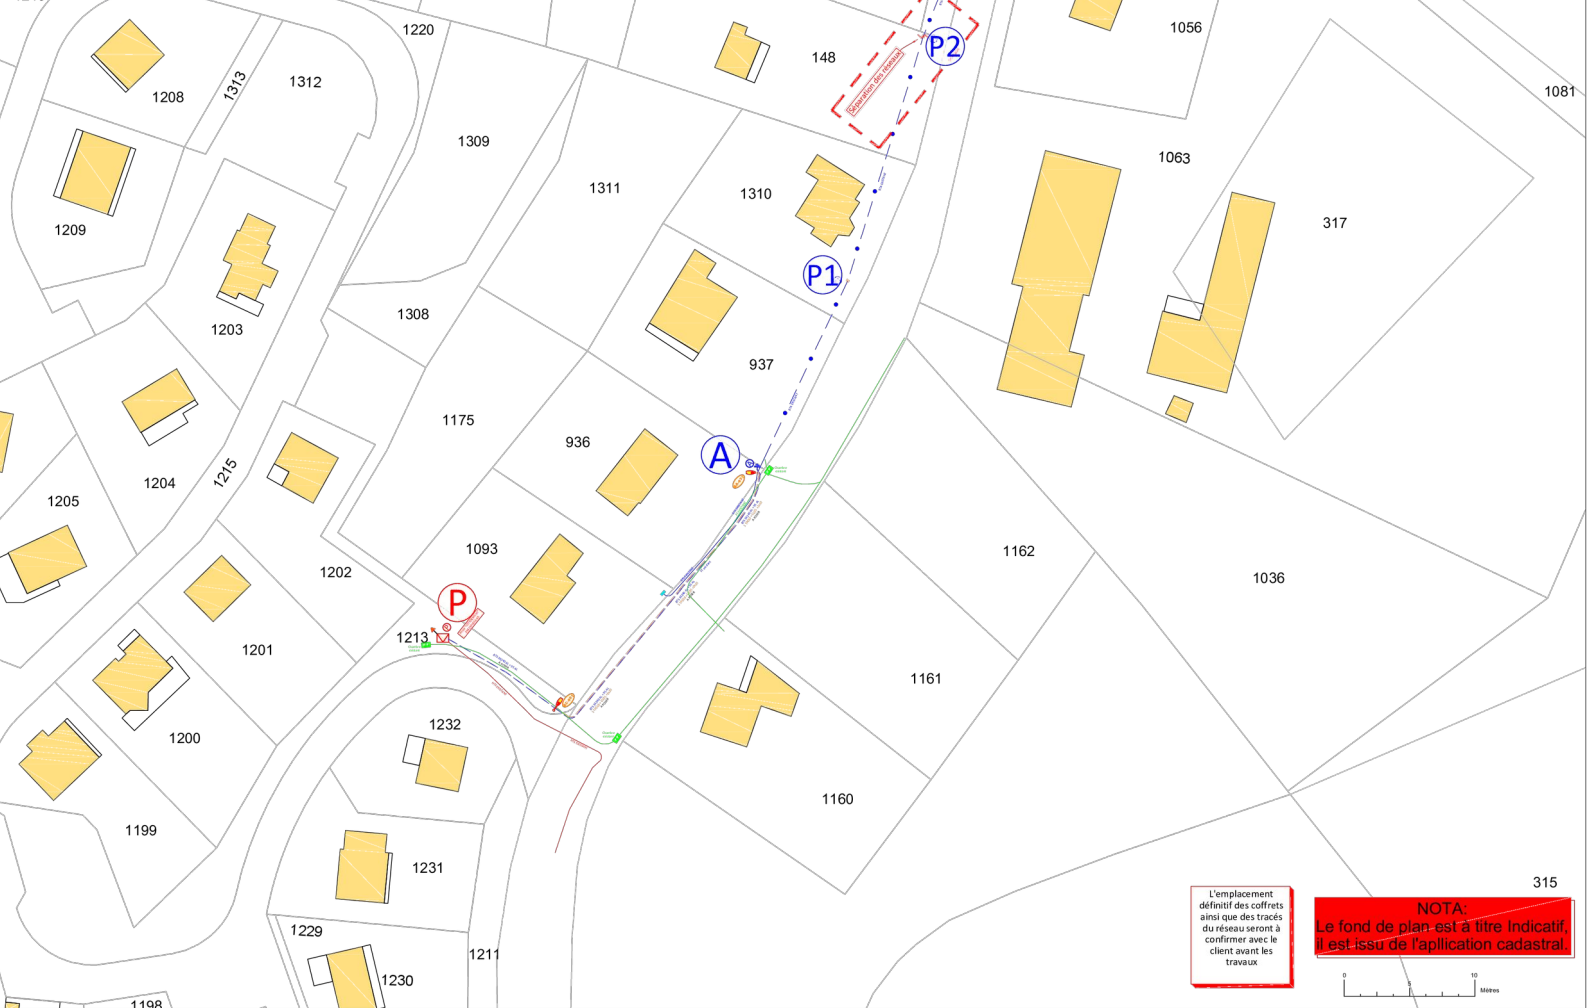 1220
1056
148
P2
Séparation des réseaux
1081
1208
1313
1312
1309
1063
1311
1310
317
1209
P1
1203
1308
937
1175
936
A
1215
1204
1205
1093
1162
1202
1036
P
1213
1201
1161
1232
1200
1160
1199
1231
315
1229
1211
1230
1198
L'emplacement
définitif des coffrets
ainsi que des tracés
du réseau seront à
confirmer avec le
client avant les
travaux
NOTA:
Le fond de plan est à titre Indicatif,
il est issu de l'apllication cadastral.
0
5
10
Mètres